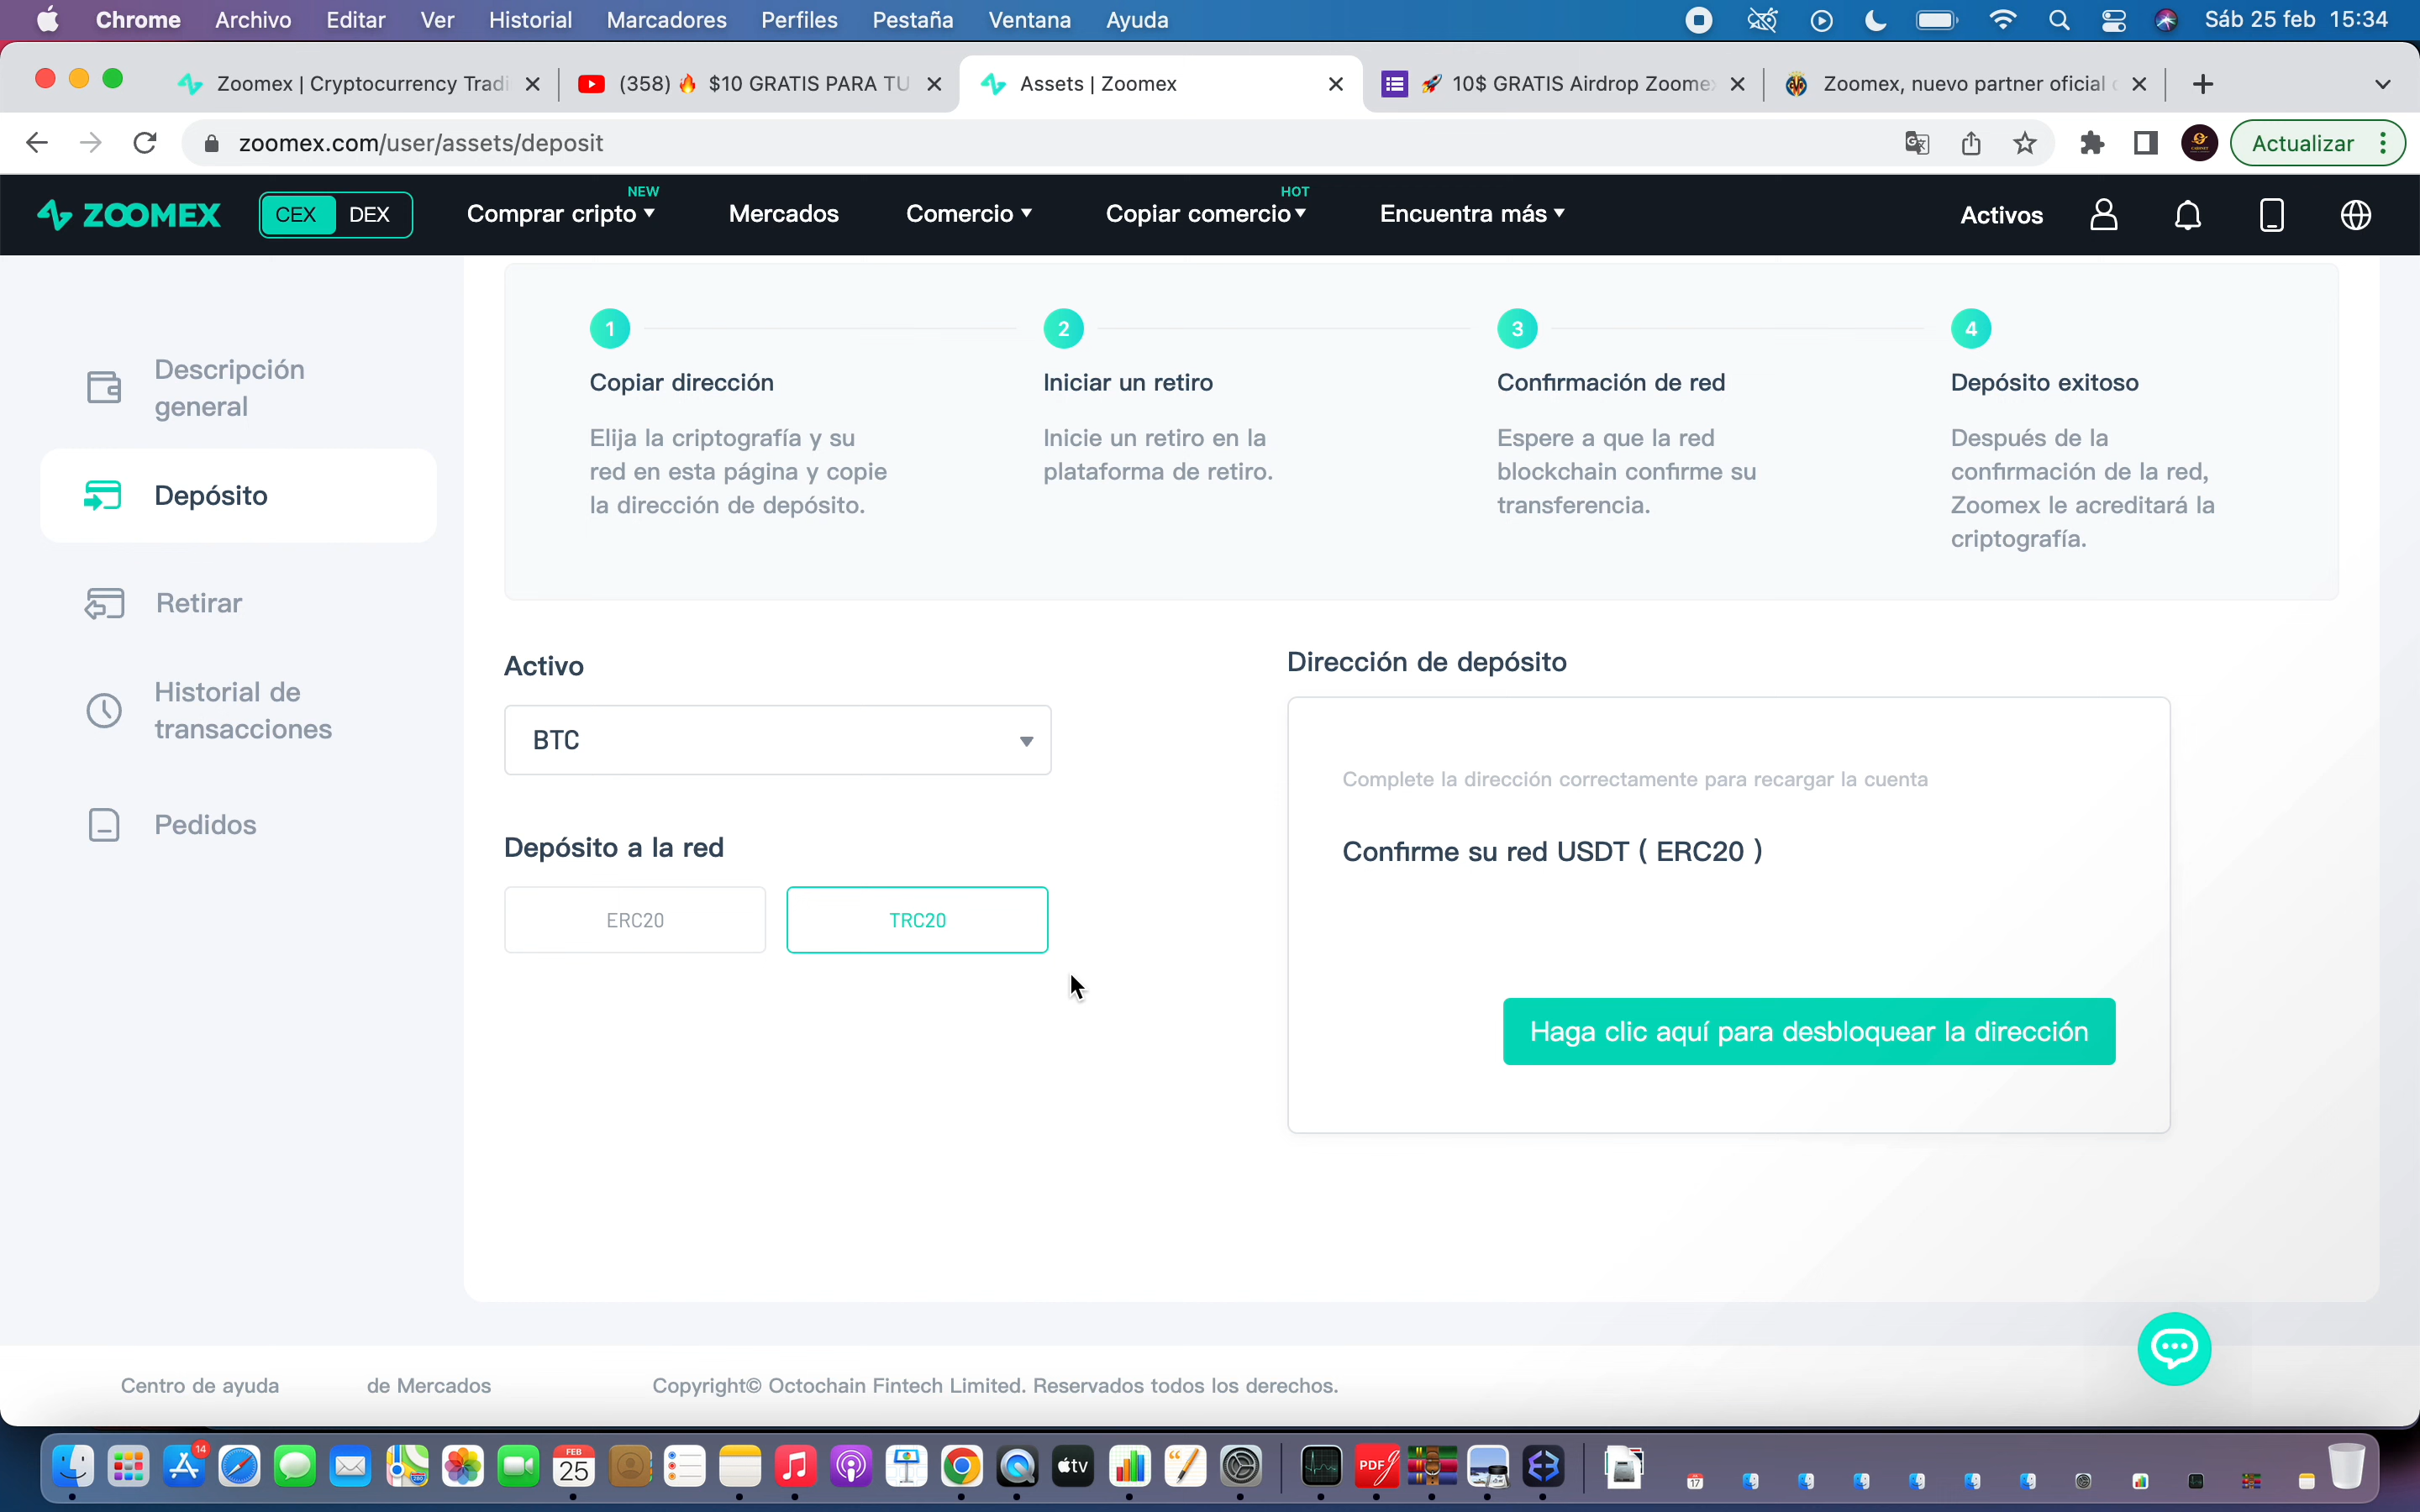 Chrome Archivo Editar Ver Historial Marcadores Perfiles Pestaña Ventana Ayuda Sáb 25 feb 15:34
Zoomex | Cryptocurrency Tradi
(358) 🔥 $10 GRATIS PARA TU
Assets | Zoomex
🚀 10$ GRATIS Airdrop Zoomex
Zoomex, nuevo partner oficial
zoomex.com/user/assets/deposit
Actualizar
ZOOMEX CEX DEX
Comprar cripto NEW
Mercados
Comercio
Copiar comercio HOT
Encuentra más
Activos
Descripción
general
Depósito
Retirar
Historial de
transacciones
Pedidos
1
Copiar dirección
Elija la criptografía y su
red en esta página y copie
la dirección de depósito.
2
Iniciar un retiro
Inicie un retiro en la
plataforma de retiro.
3
Confirmación de red
Espere a que la red
blockchain confirme su
transferencia.
4
Depósito exitoso
Después de la
confirmación de la red,
Zoomex le acreditará la
criptografía.
Activo
BTC
Depósito a la red
ERC20 TRC20
Dirección de depósito
Complete la dirección correctamente para recargar la cuenta
Confirme su red USDT ( ERC20 )
Haga clic aquí para desbloquear la dirección
Centro de ayuda de Mercados Copyright© Octochain Fintech Limited. Reservados todos los derechos.
14
FEB
25
tv
PDF
17